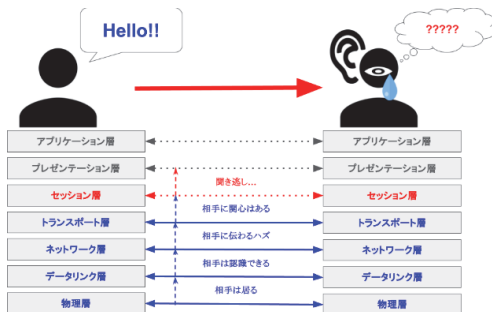 Hello!!
?????
アプリケーション層
アプリケーション層
プレゼンテーション層
プレゼンテーション層
聞き逃し...
セッション層
セッション層
相手に関心はある
トランスポート層
トランスポート層
相手に伝わるハズ
ネットワーク層
ネットワーク層
相手は認識できる
データリンク層
データリンク層
相手は居る
物理層
物理層